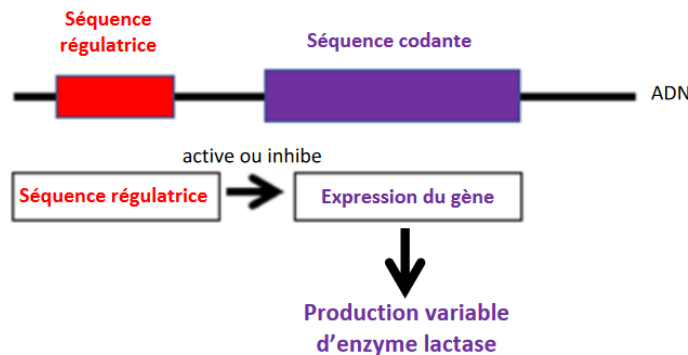 Séquence
régulatrice
Séquence codante
ADN
active ou inhibe
Séquence régulatrice
Expression du gène
Production variable
d'enzyme lactase